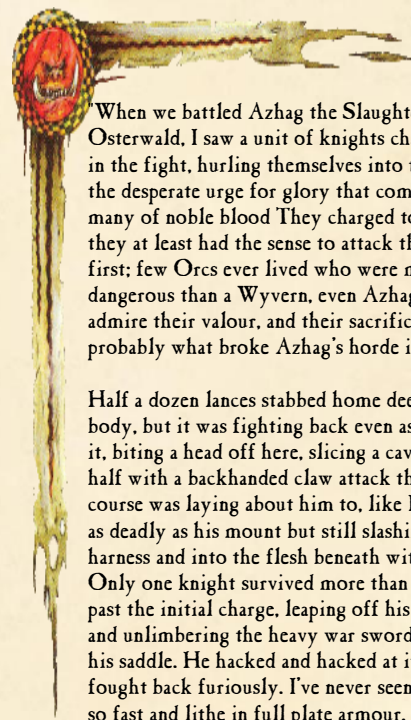 "When we battled Azhag the Slaught
Osterwald, I saw a unit of knights ch
in the fight, hurling themselves into
the desperate urge for glory that com
many of noble blood They charged to
they at least had the sense to attack th
first; few Orcs ever lived who were
dangerous than a Wyvern, even Azhag
admire their valour, and their sacrific
probably what broke Azhag's horde i
Half a dozen lances stabbed home dee
body, but it was fighting back even as
it, biting a head off here, slicing a cav
half with a backhanded claw attack th
course was laying about him to, like
as deadly as his mount but still slashi
harness and into the flesh beneath wit
Only one knight survived more than
past the initial charge, leaping off his
and unlimbering the heavy war sword
his saddle. He hacked and hacked at i
fought back furiously. I've never seen
so fast and lithe in full plate armour.